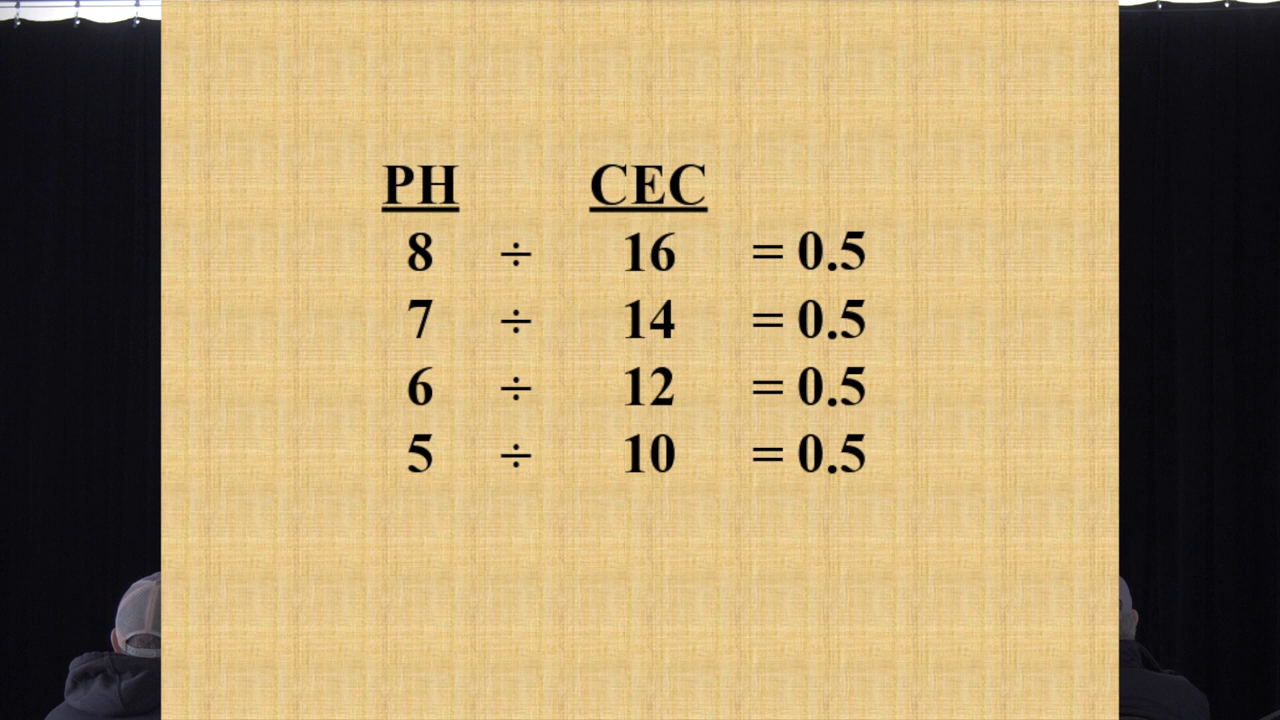 PH CEC
8 ÷ 16 = 0.5
7 ÷ 14 = 0.5
6 ÷ 12 = 0.5
5 ÷ 10 = 0.5